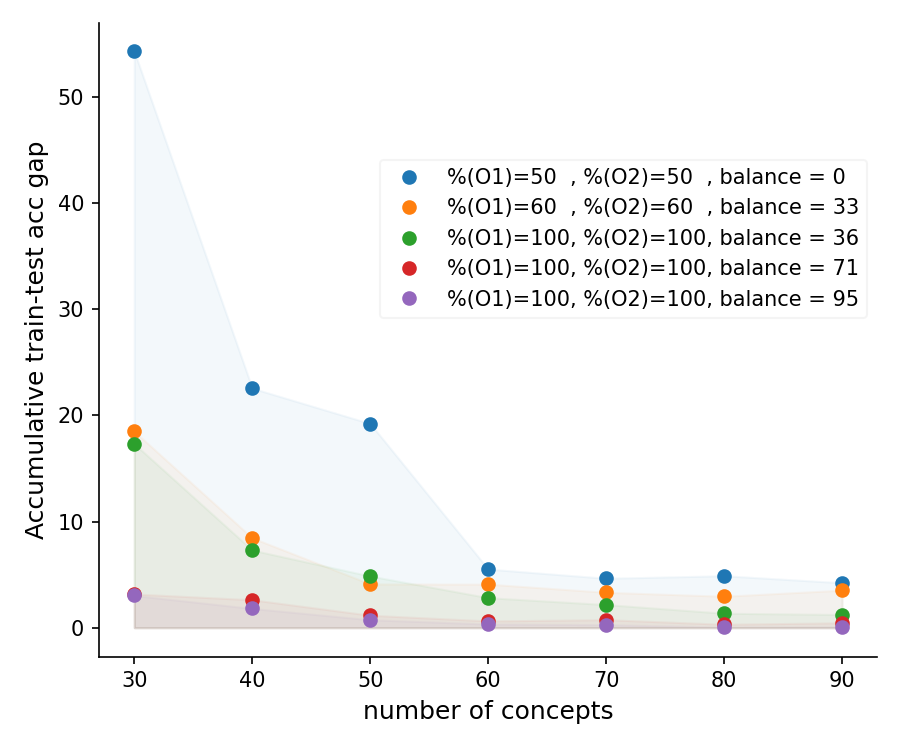 50
40
30
20
10
0
Accumulative train-test acc gap
%(O1)=50  , %(O2)=50  , balance = 0
%(O1)=60  , %(O2)=60  , balance = 33
%(O1)=100, %(O2)=100, balance = 36
%(O1)=100, %(O2)=100, balance = 71
%(O1)=100, %(O2)=100, balance = 95
30 40 50 60 70 80 90
number of concepts